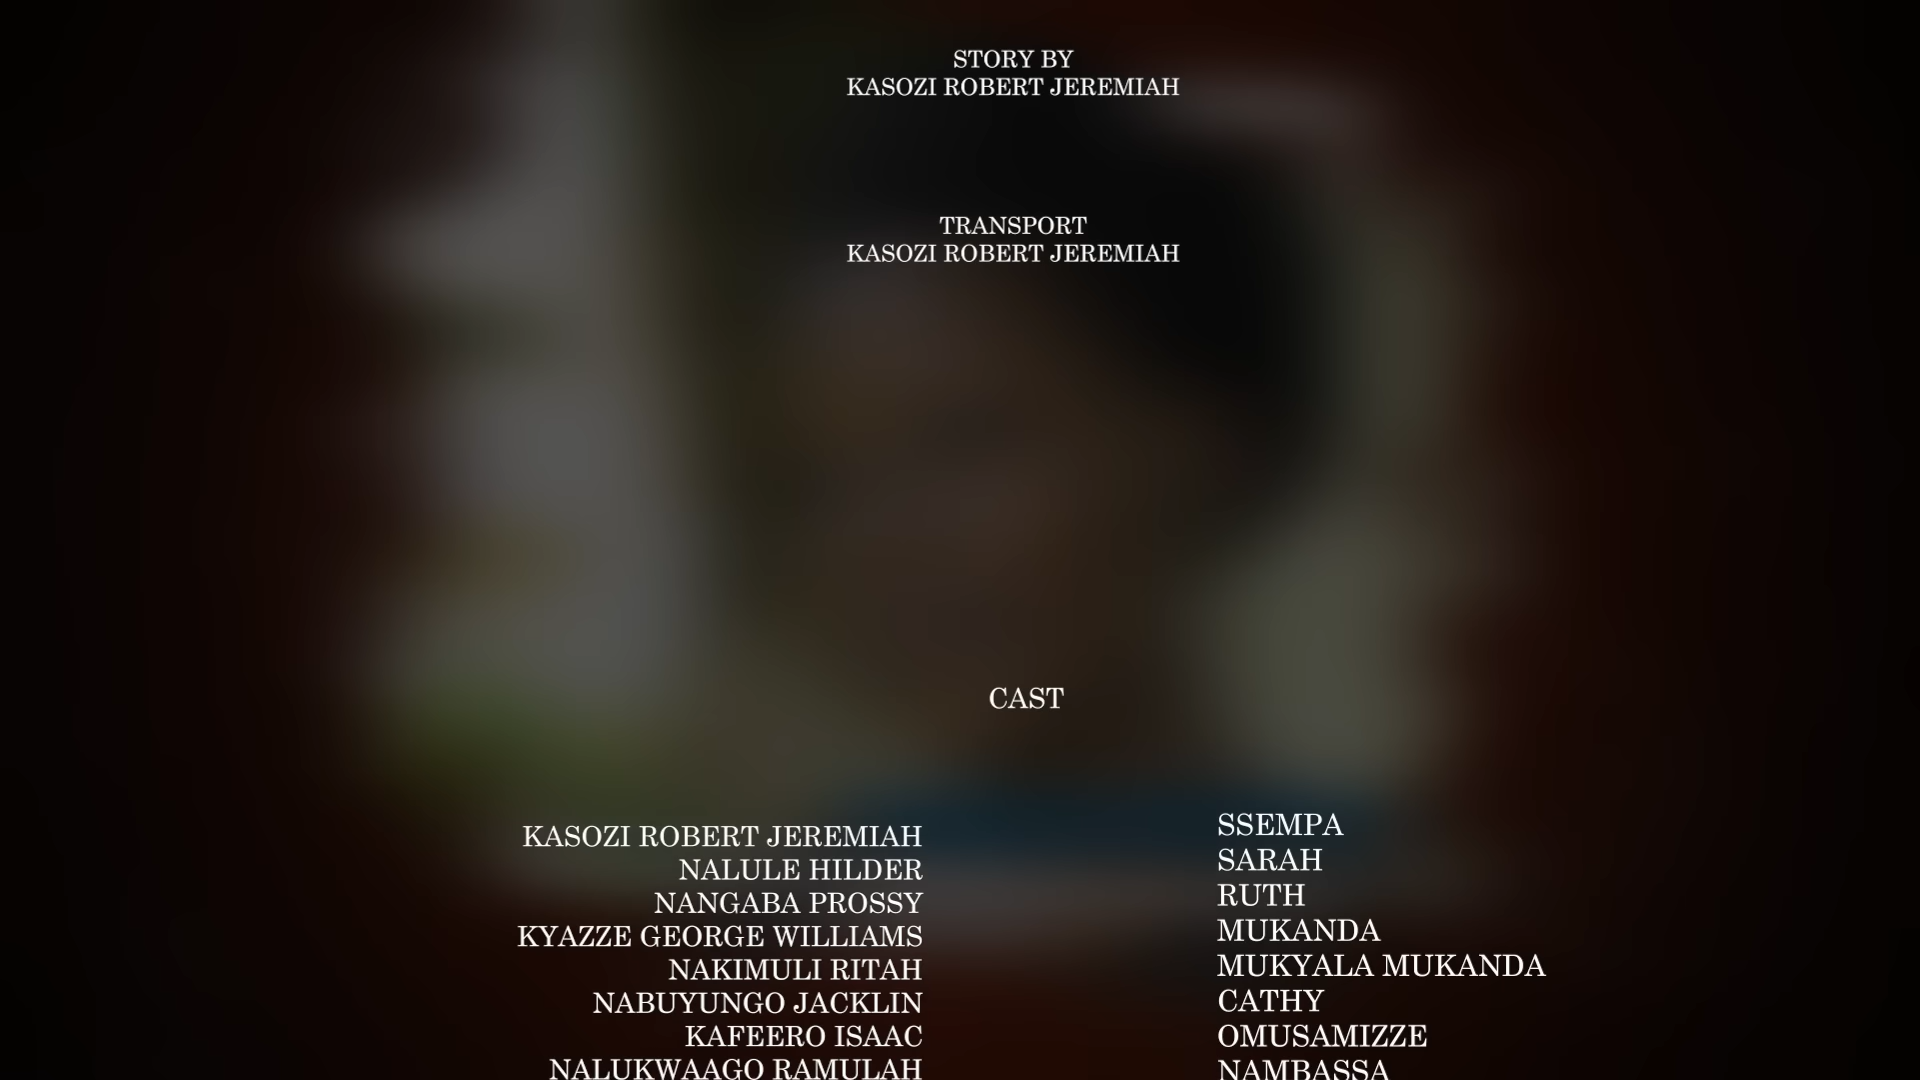 STORY BY
KASOZI ROBERT JEREMIAH
TRANSPORT
KASOZI ROBERT JEREMIAH
CAST
KASOZI ROBERT JEREMIAH SSEMPA
NALULE HILDER SARAH
NANGABA PROSSY RUTH
KYAZZE GEORGE WILLIAMS MUKANDA
NAKIMULI RITAH MUKYALA MUKANDA
NABUYUNGO JACKLIN CATHY
KAFEERO ISAAC OMUSAMIZZE
NALUKWAAGO RAMULAH NAMBASSA